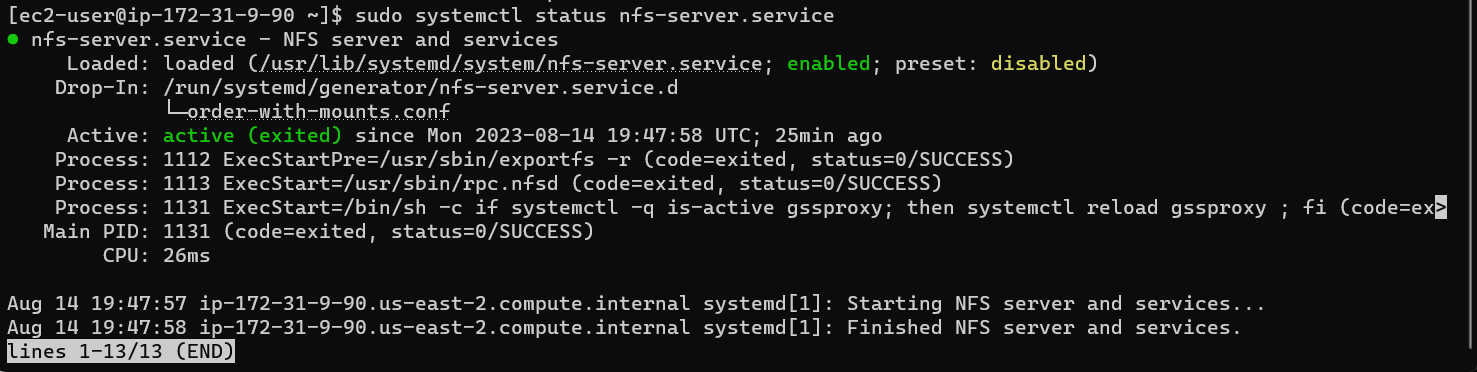 [ec2-user@ip-172-31-9-90 ~]$ sudo systemctl status nfs-server.service
● nfs-server.service - NFS server and services
     Loaded: loaded (/usr/lib/systemd/system/nfs-server.service; enabled; preset: disabled)
    Drop-In: /run/systemd/generator/nfs-server.service.d
             └─order-with-mounts.conf
     Active: active (exited) since Mon 2023-08-14 19:47:58 UTC; 25min ago
    Process: 1112 ExecStartPre=/usr/sbin/exportfs -r (code=exited, status=0/SUCCESS)
    Process: 1113 ExecStart=/usr/sbin/rpc.nfsd (code=exited, status=0/SUCCESS)
    Process: 1131 ExecStart=/bin/sh -c if systemctl -q is-active gssproxy; then systemctl reload gssproxy ; fi (code=ex>
   Main PID: 1131 (code=exited, status=0/SUCCESS)
        CPU: 26ms

Aug 14 19:47:57 ip-172-31-9-90.us-east-2.compute.internal systemd[1]: Starting NFS server and services...
Aug 14 19:47:58 ip-172-31-9-90.us-east-2.compute.internal systemd[1]: Finished NFS server and services.
lines 1-13/13 (END)